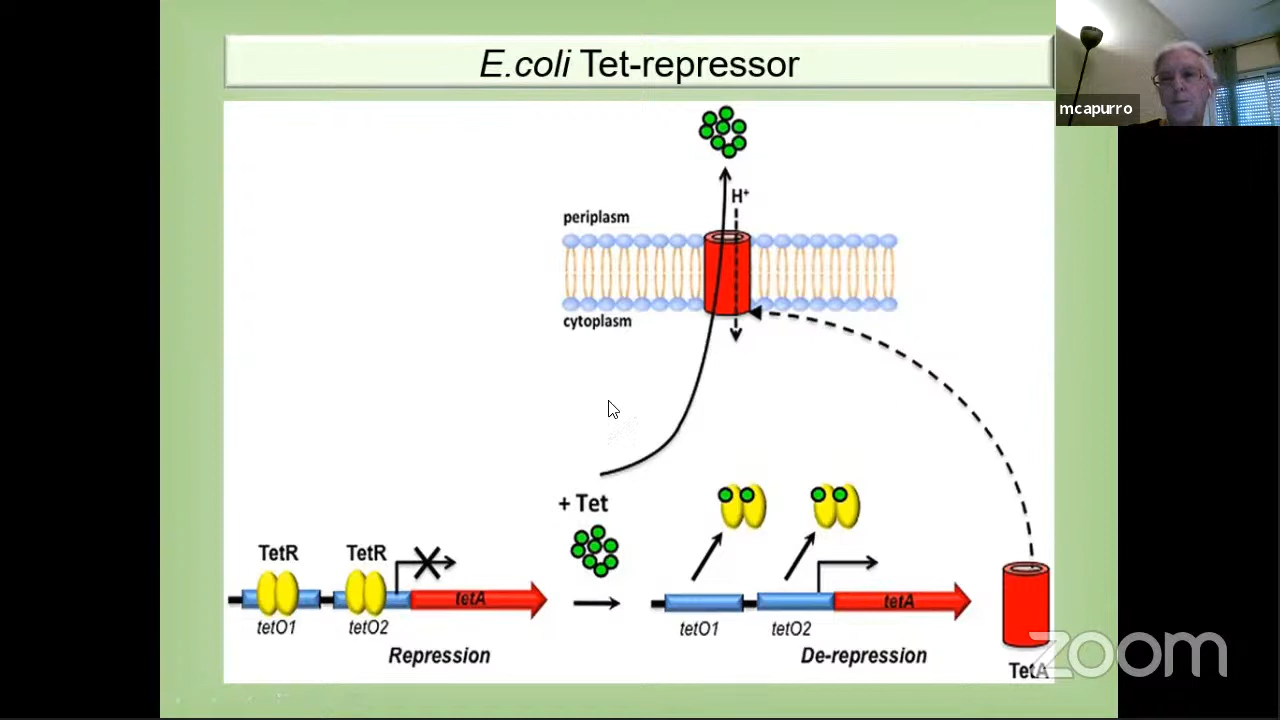 E.coli Tet-repressor
mcapurro
H+
periplasm
cytoplasm
+ Tet
TetR
TetR
tetA
tetO1
tetO2
Repression
tetA
tetO1
tetO2
De-repression
TetA
zoom